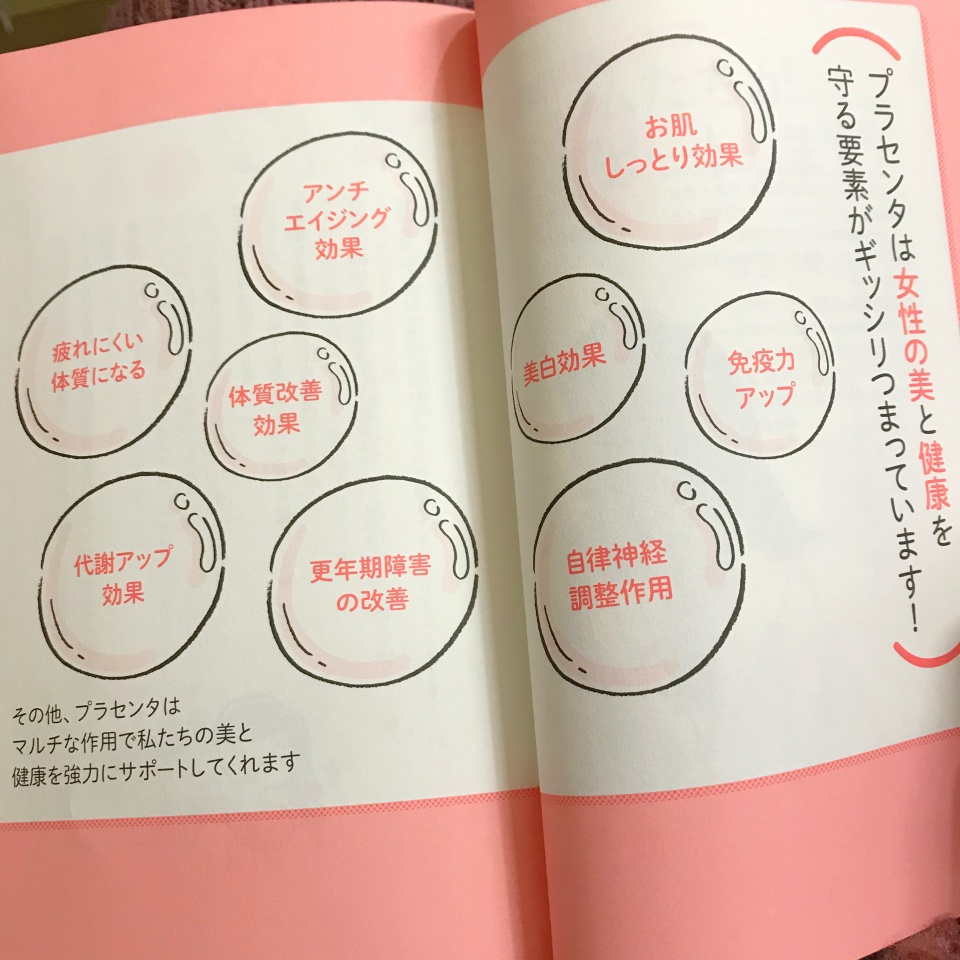 プラセンタは女性の美と健康を
守る要素がギッシリつまっています!
お肌
しっとり効果
免疫力
アップ
美白効果
自律神経
調整作用
アンチ
エイジング
効果
体質改善
効果
更年期障害
の改善
疲れにくい
体質になる
代謝アップ
効果
その他、プラセンタは
マルチな作用で私たちの美と
健康を強力にサポートしてくれます